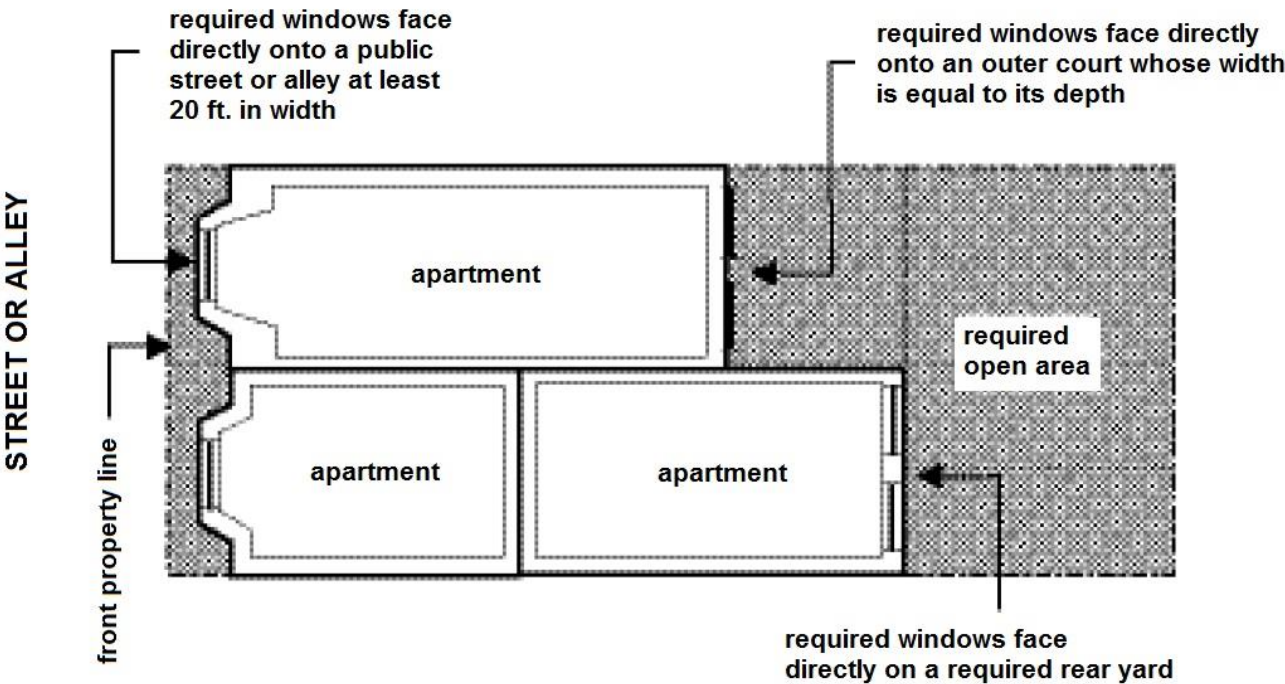 required windows face
directly onto a public
street or alley at least
20 ft. in width
required windows face directly
onto an outer court whose width
is equal to its depth
STREET OR ALLEY
apartment
required
open area
apartment
apartment
front property line
required windows face
directly on a required rear yard